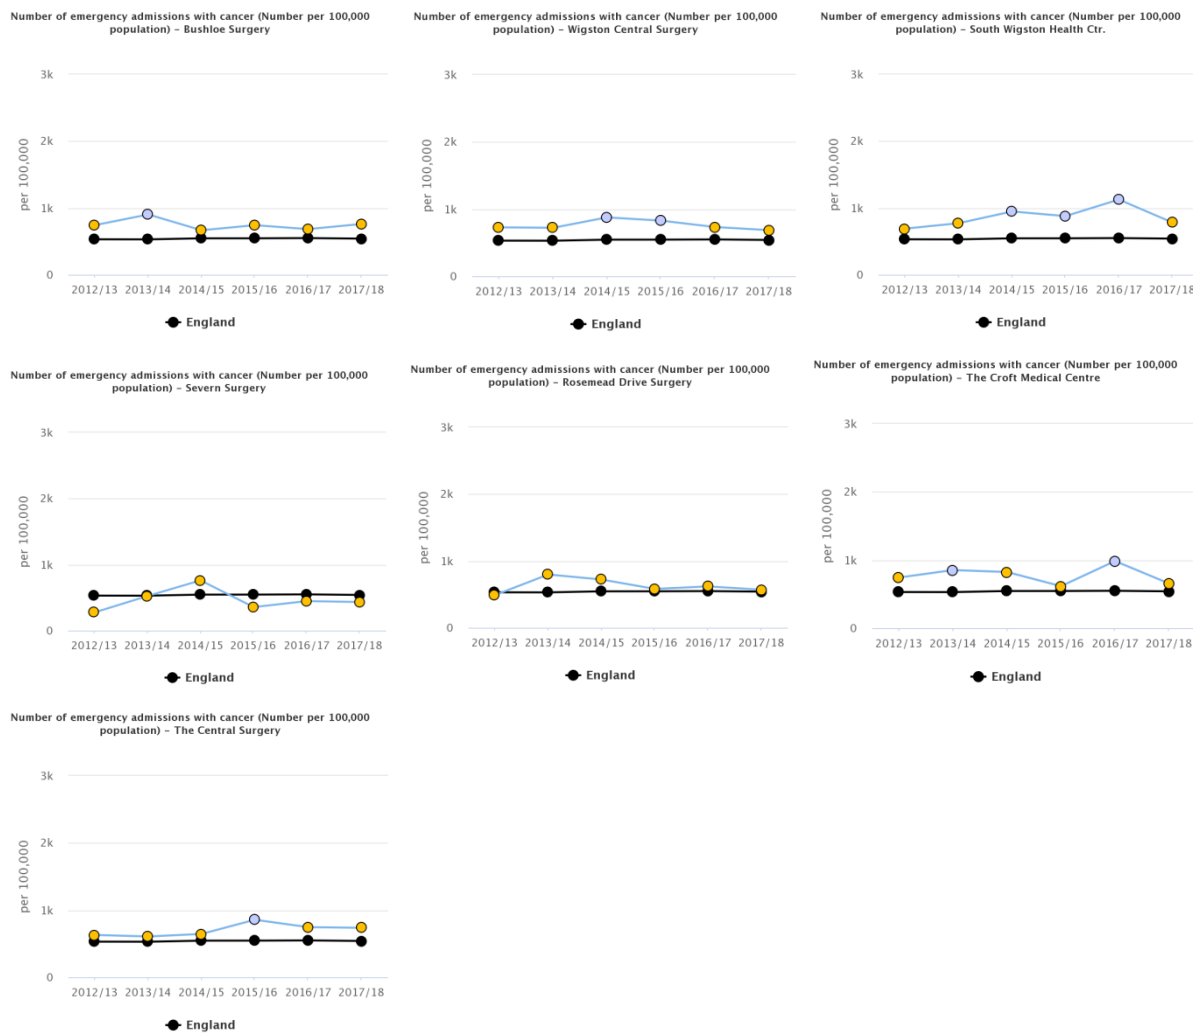 Number of emergency admissions with cancer (Number per 100,000
population) – Bushloe Surgery
3k
2k
1k
0
per 100,000
2012/13 2013/14 2014/15 2015/16 2016/17 2017/18
England
Number of emergency admissions with cancer (Number per 100,000
population) – Wigston Central Surgery
3k
2k
1k
0
per 100,000
2012/13 2013/14 2014/15 2015/16 2016/17 2017/18
England
Number of emergency admissions with cancer (Number per 100,000
population) – South Wigston Health Ctr.
3k
2k
1k
0
per 100,000
2012/13 2013/14 2014/15 2015/16 2016/17 2017/18
England
Number of emergency admissions with cancer (Number per 100,000
population) – Severn Surgery
3k
2k
1k
0
per 100,000
2012/13 2013/14 2014/15 2015/16 2016/17 2017/18
England
Number of emergency admissions with cancer (Number per 100,000
population) – Rosemead Drive Surgery
3k
2k
1k
0
per 100,000
2012/13 2013/14 2014/15 2015/16 2016/17 2017/18
England
Number of emergency admissions with cancer (Number per 100,000
population) – The Croft Medical Centre
3k
2k
1k
0
per 100,000
2012/13 2013/14 2014/15 2015/16 2016/17 2017/18
England
Number of emergency admissions with cancer (Number per 100,000
population) – The Central Surgery
3k
2k
1k
0
per 100,000
2012/13 2013/14 2014/15 2015/16 2016/17 2017/18
England